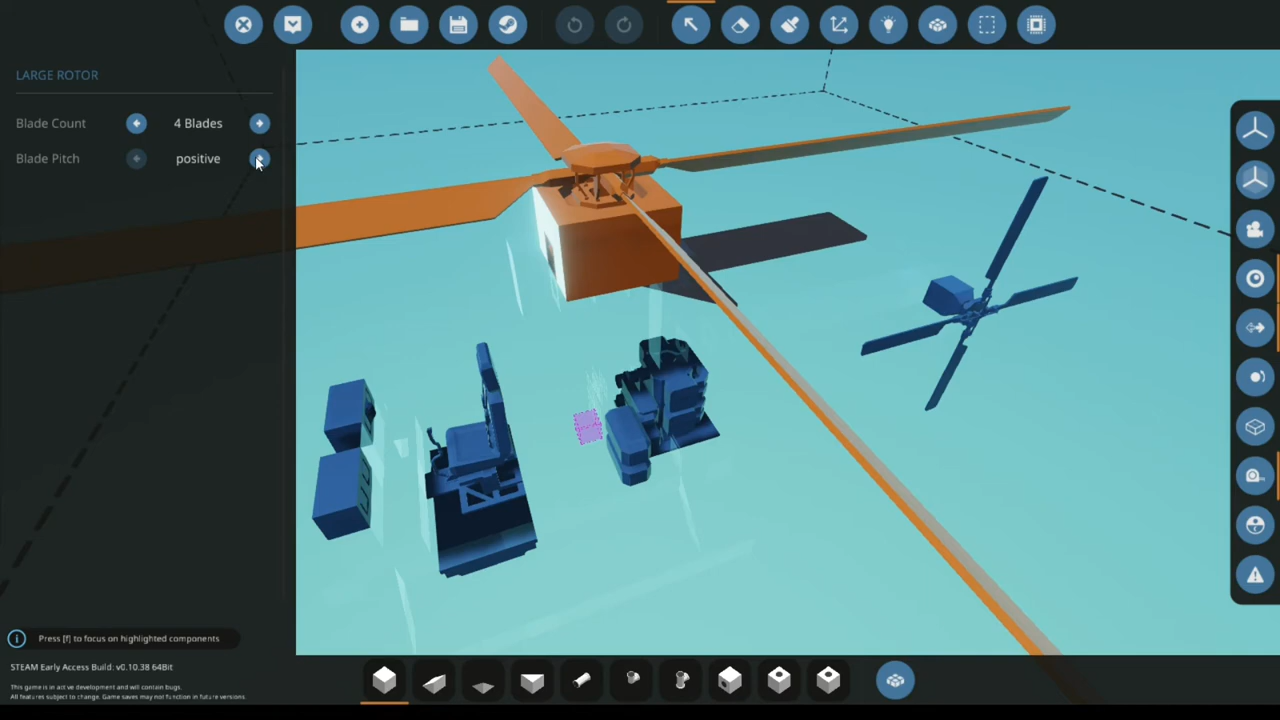 LARGE ROTOR
Blade Count 4 Blades
Blade Pitch positive
Press [f] to focus on highlighted components
STEAM Early Access Build: v0.10.38 64Bit
This game is in active development and will contain bugs.
All features subject to change. Game saves may not function in future versions.